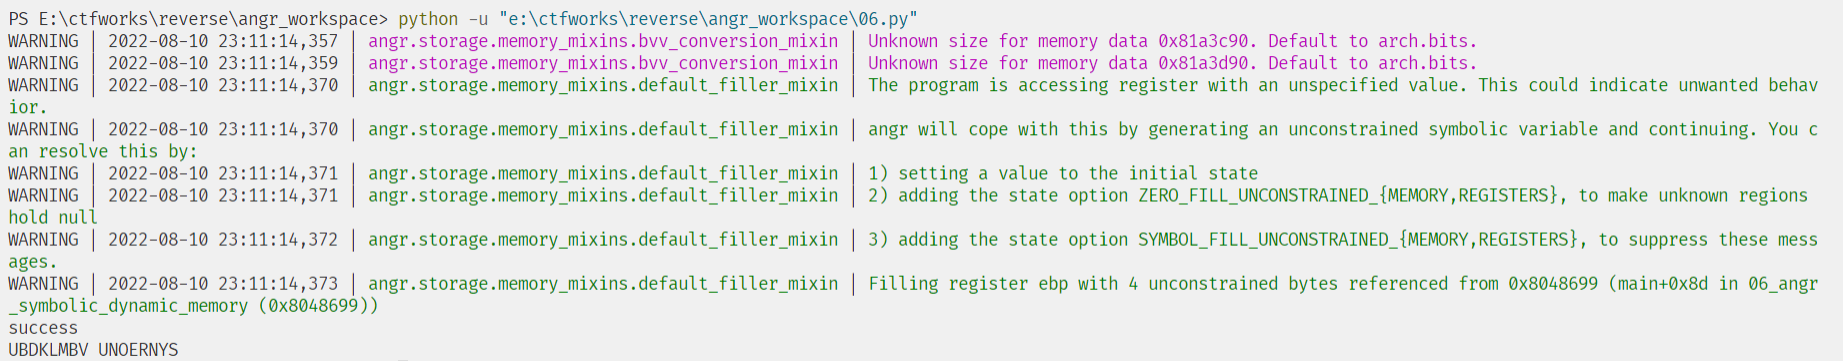 PS E:\ctfworks\reverse\angr_workspace> python -u "e:\ctfworks\reverse\angr_workspace\06.py"
WARNING | 2022-08-10 23:11:14,357 | angr.storage.memory_mixins.bvv_conversion_mixin | Unknown size for memory data 0x81a3c90. Default to arch.bits.
WARNING | 2022-08-10 23:11:14,359 | angr.storage.memory_mixins.bvv_conversion_mixin | Unknown size for memory data 0x81a3d90. Default to arch.bits.
WARNING | 2022-08-10 23:11:14,370 | angr.storage.memory_mixins.default_filler_mixin | The program is accessing register with an unspecified value. This could indicate unwanted behav
ior.
WARNING | 2022-08-10 23:11:14,370 | angr.storage.memory_mixins.default_filler_mixin | angr will cope with this by generating an unconstrained symbolic variable and continuing. You c
an resolve this by:
WARNING | 2022-08-10 23:11:14,371 | angr.storage.memory_mixins.default_filler_mixin | 1) setting a value to the initial state
WARNING | 2022-08-10 23:11:14,371 | angr.storage.memory_mixins.default_filler_mixin | 2) adding the state option ZERO_FILL_UNCONSTRAINED_{MEMORY,REGISTERS}, to make unknown regions
hold null
WARNING | 2022-08-10 23:11:14,372 | angr.storage.memory_mixins.default_filler_mixin | 3) adding the state option SYMBOL_FILL_UNCONSTRAINED_{MEMORY,REGISTERS}, to suppress these mess
ages.
WARNING | 2022-08-10 23:11:14,373 | angr.storage.memory_mixins.default_filler_mixin | Filling register ebp with 4 unconstrained bytes referenced from 0x8048699 (main+0x8d in 06_angr
_symbolic_dynamic_memory (0x8048699))
success
UBDKLMBV UNOERNYS